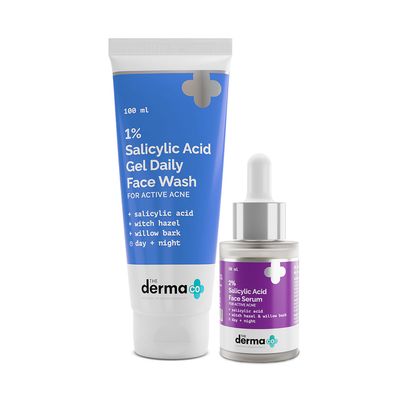 100 ml
1%
Salicylic Acid
Gel Daily
Face Wash
FOR ACTIVE ACNE
+ salicylic acid
+ witch hazel
+ willow bark
day + night
THE
derma co
2%
Salicylic Acid
Face Serum
FOR ACTIVE ACNE
+ salicylic acid
+ witch hazel & willow bark
day + night
THE
derma co